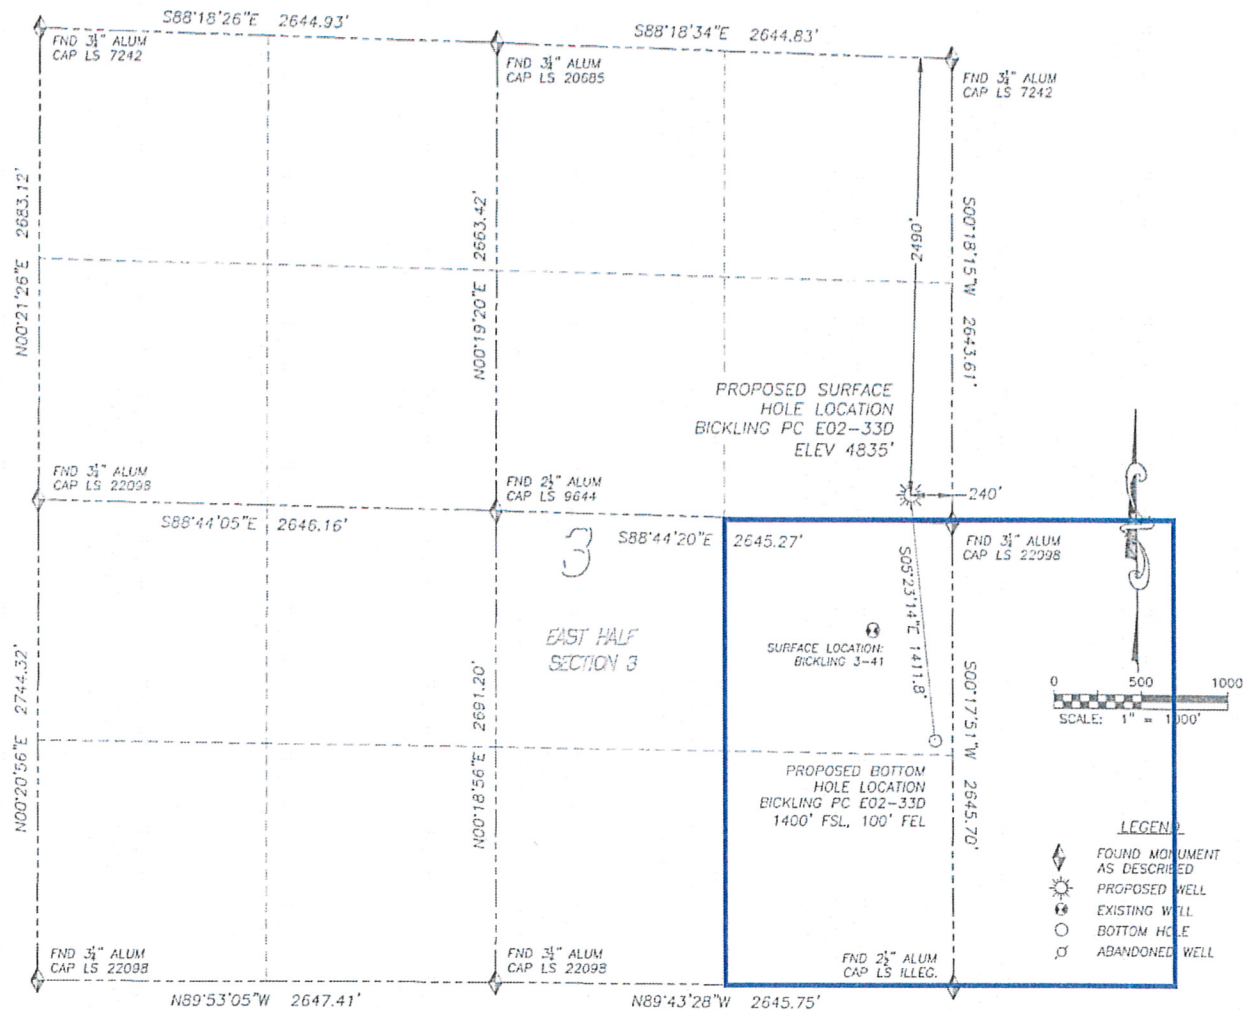 S88°18'26"E 2644.93'
S88°18'34"E 2644.83'
FND 3¼" ALUM
CAP LS 7242
FND 3¼" ALUM
CAP LS 20685
FND 3¼" ALUM
CAP LS 7242
N00°21'26"E 2683.12'
N00°19'20"E 2663.42'
2460'
S00°18'15"W 2643.61'
PROPOSED SURFACE
HOLE LOCATION
BICKLING PC E02-33D
ELEV 4835'
240'
FND 3¼" ALUM
CAP LS 22098
FND 2½" ALUM
CAP LS 9644
S88°44'05"E 2646.16'
S88°44'20"E 2645.27'
FND 3¼" ALUM
CAP LS 22098
3
EAST HALF
SECTION 3
S05°23'14"E 1411.8'
SURFACE LOCATION:
BICKLING 3-41
N00°20'56"E 2744.32'
N00°18'56"E 2691.20'
S00°17'51"W 2645.70'
0 500 1000
SCALE: 1" = 1000'
PROPOSED BOTTOM
HOLE LOCATION
BICKLING PC E02-33D
1400' FSL, 100' FEL
LEGEND
FOUND MONUMENT
AS DESCRIBED
PROPOSED WELL
EXISTING WELL
BOTTOM HOLE
ABANDONED WELL
FND 3¼" ALUM
CAP LS 22098
FND 3¼" ALUM
CAP LS 22098
FND 2½" ALUM
CAP LS ILLEG.
N89°53'05"W 2647.41'
N89°43'28"W 2645.75'